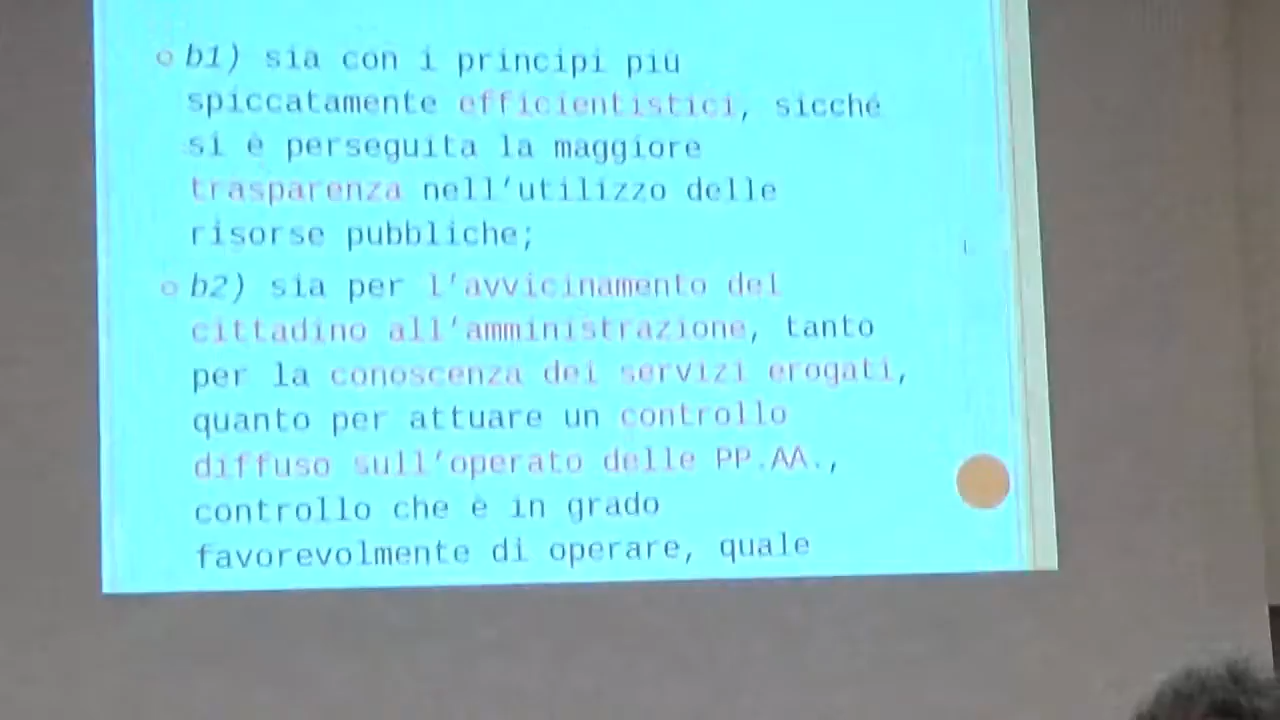 b1) sia con i principi più
spiccatamente efficientistici, sicché
si è perseguita la maggiore
trasparenza nell'utilizzo delle
risorse pubbliche;
b2) sia per l'avvicinamento del
cittadino all'amministrazione, tanto
per la conoscenza dei servizi erogati,
quanto per attuare un controllo
diffuso sull'operato delle PP.AA.,
controllo che è in grado
favorevolmente di operare, quale